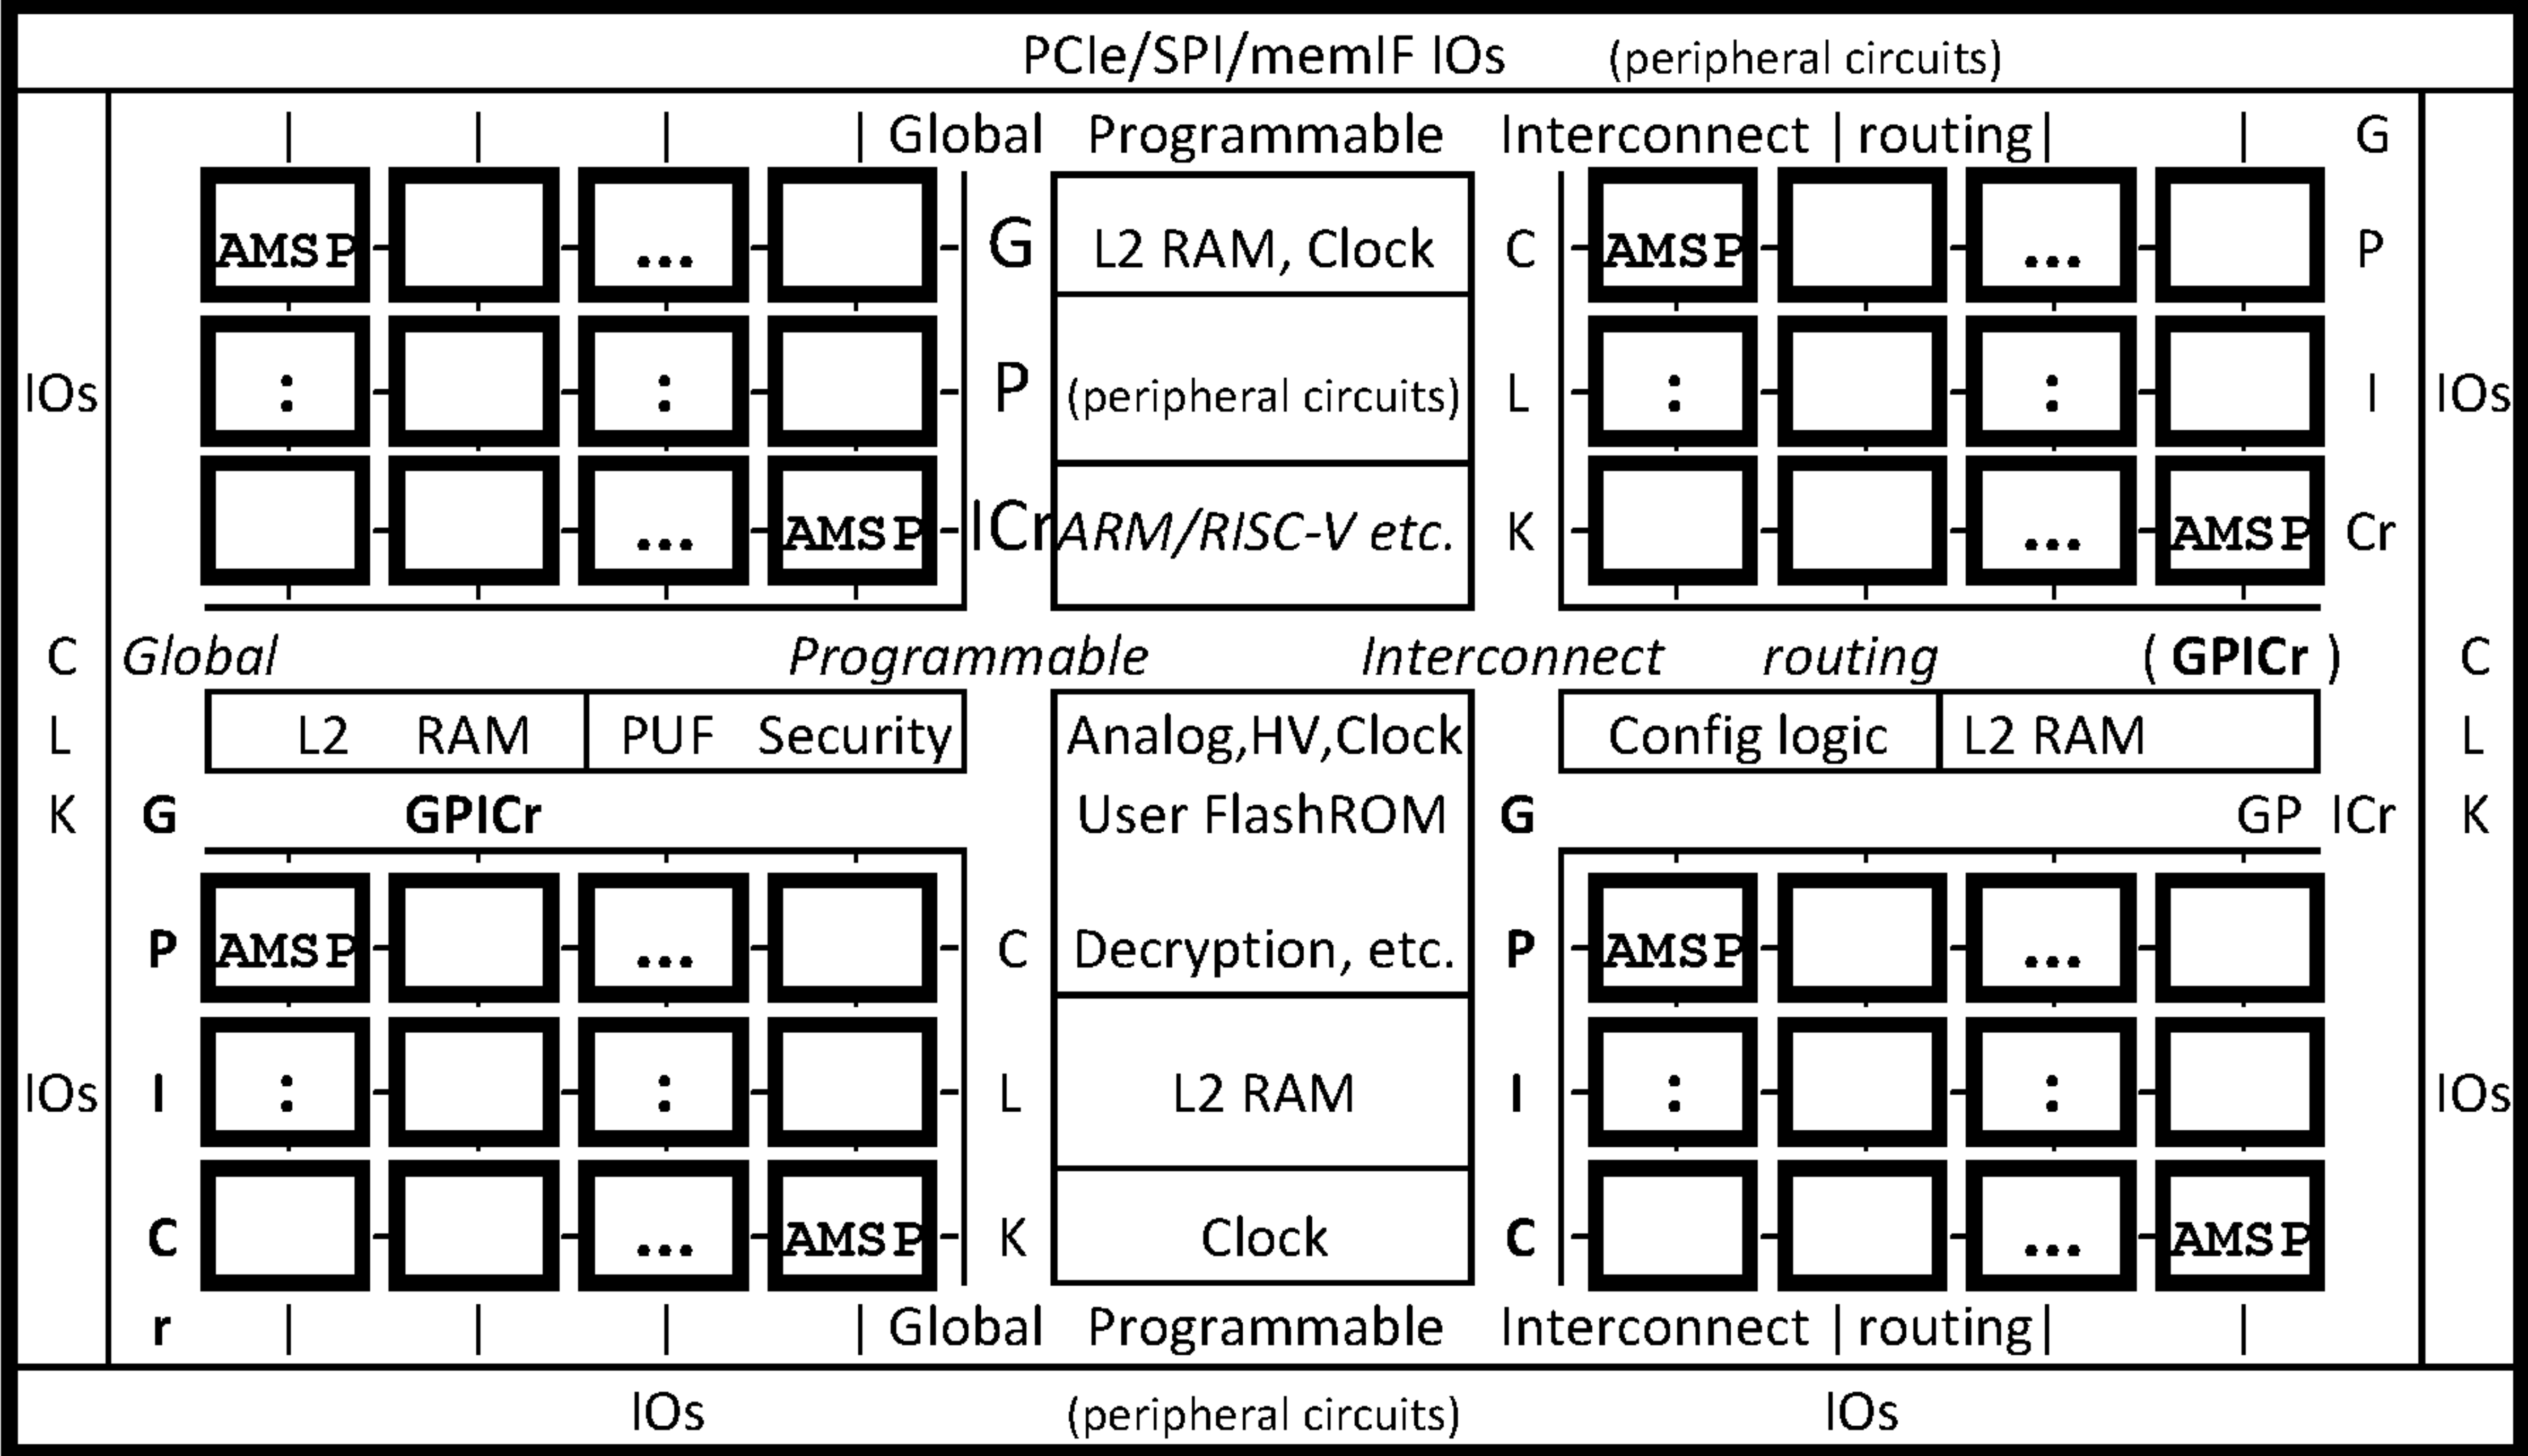 PCIe/SPI/memIF IOs (peripheral circuits)
| | | | Global Programmable Interconnect | routing | | G
AMSP ... G L2 RAM, Clock C AMSP ... P
IOs : : P (peripheral circuits) L : : I IOs
... AMSP ICr ARM/RISC-V etc. K ... AMSP Cr
C Global Programmable Interconnect routing ( GPICr ) C
L L2 RAM PUF Security Analog,HV,Clock Config logic L2 RAM L
K G GPICr User FlashROM G GP ICr K
P AMSP ... C Decryption, etc. P AMSP ...
IOs I : : L L2 RAM I : : IOs
C ... AMSP K Clock C ... AMSP
r | | | | Global Programmable Interconnect | routing | |
IOs (peripheral circuits) IOs